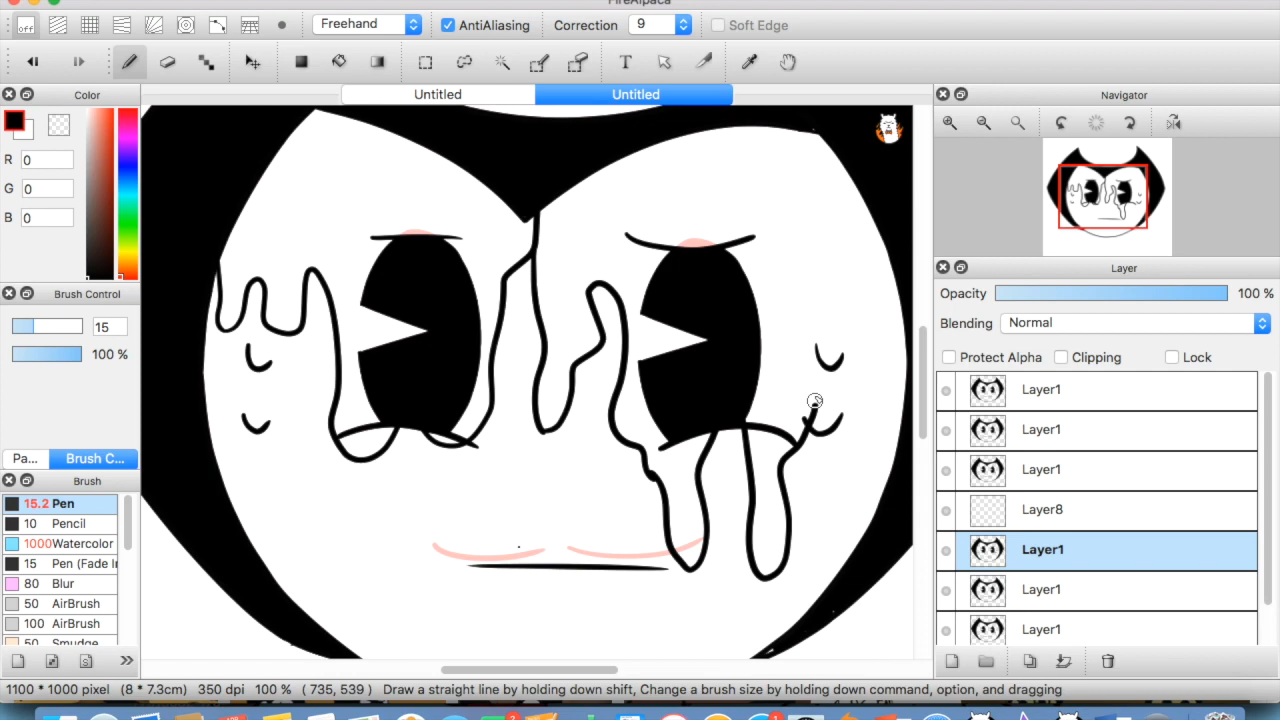 FireAlpaca
off Freehand AntiAliasing Correction 9 Soft Edge
T
Color
Untitled Untitled
Navigator
R 0
G 0
B 0
Brush Control
15
100 %
Layer
Opacity 100 %
Blending Normal
Protect Alpha Clipping Lock
Layer1
Layer1
Layer1
Layer8
Layer1
Layer1
Layer1
Pa... Brush C...
Brush
15.2 Pen
10 Pencil
1000 Watercolor
15 Pen (Fade In
80 Blur
50 AirBrush
100 AirBrush
50 Smudge
1100 * 1000 pixel (8 * 7.3cm) 350 dpi 100 % ( 735, 539 ) Draw a straight line by holding down shift, Change a brush size by holding down command, option, and dragging